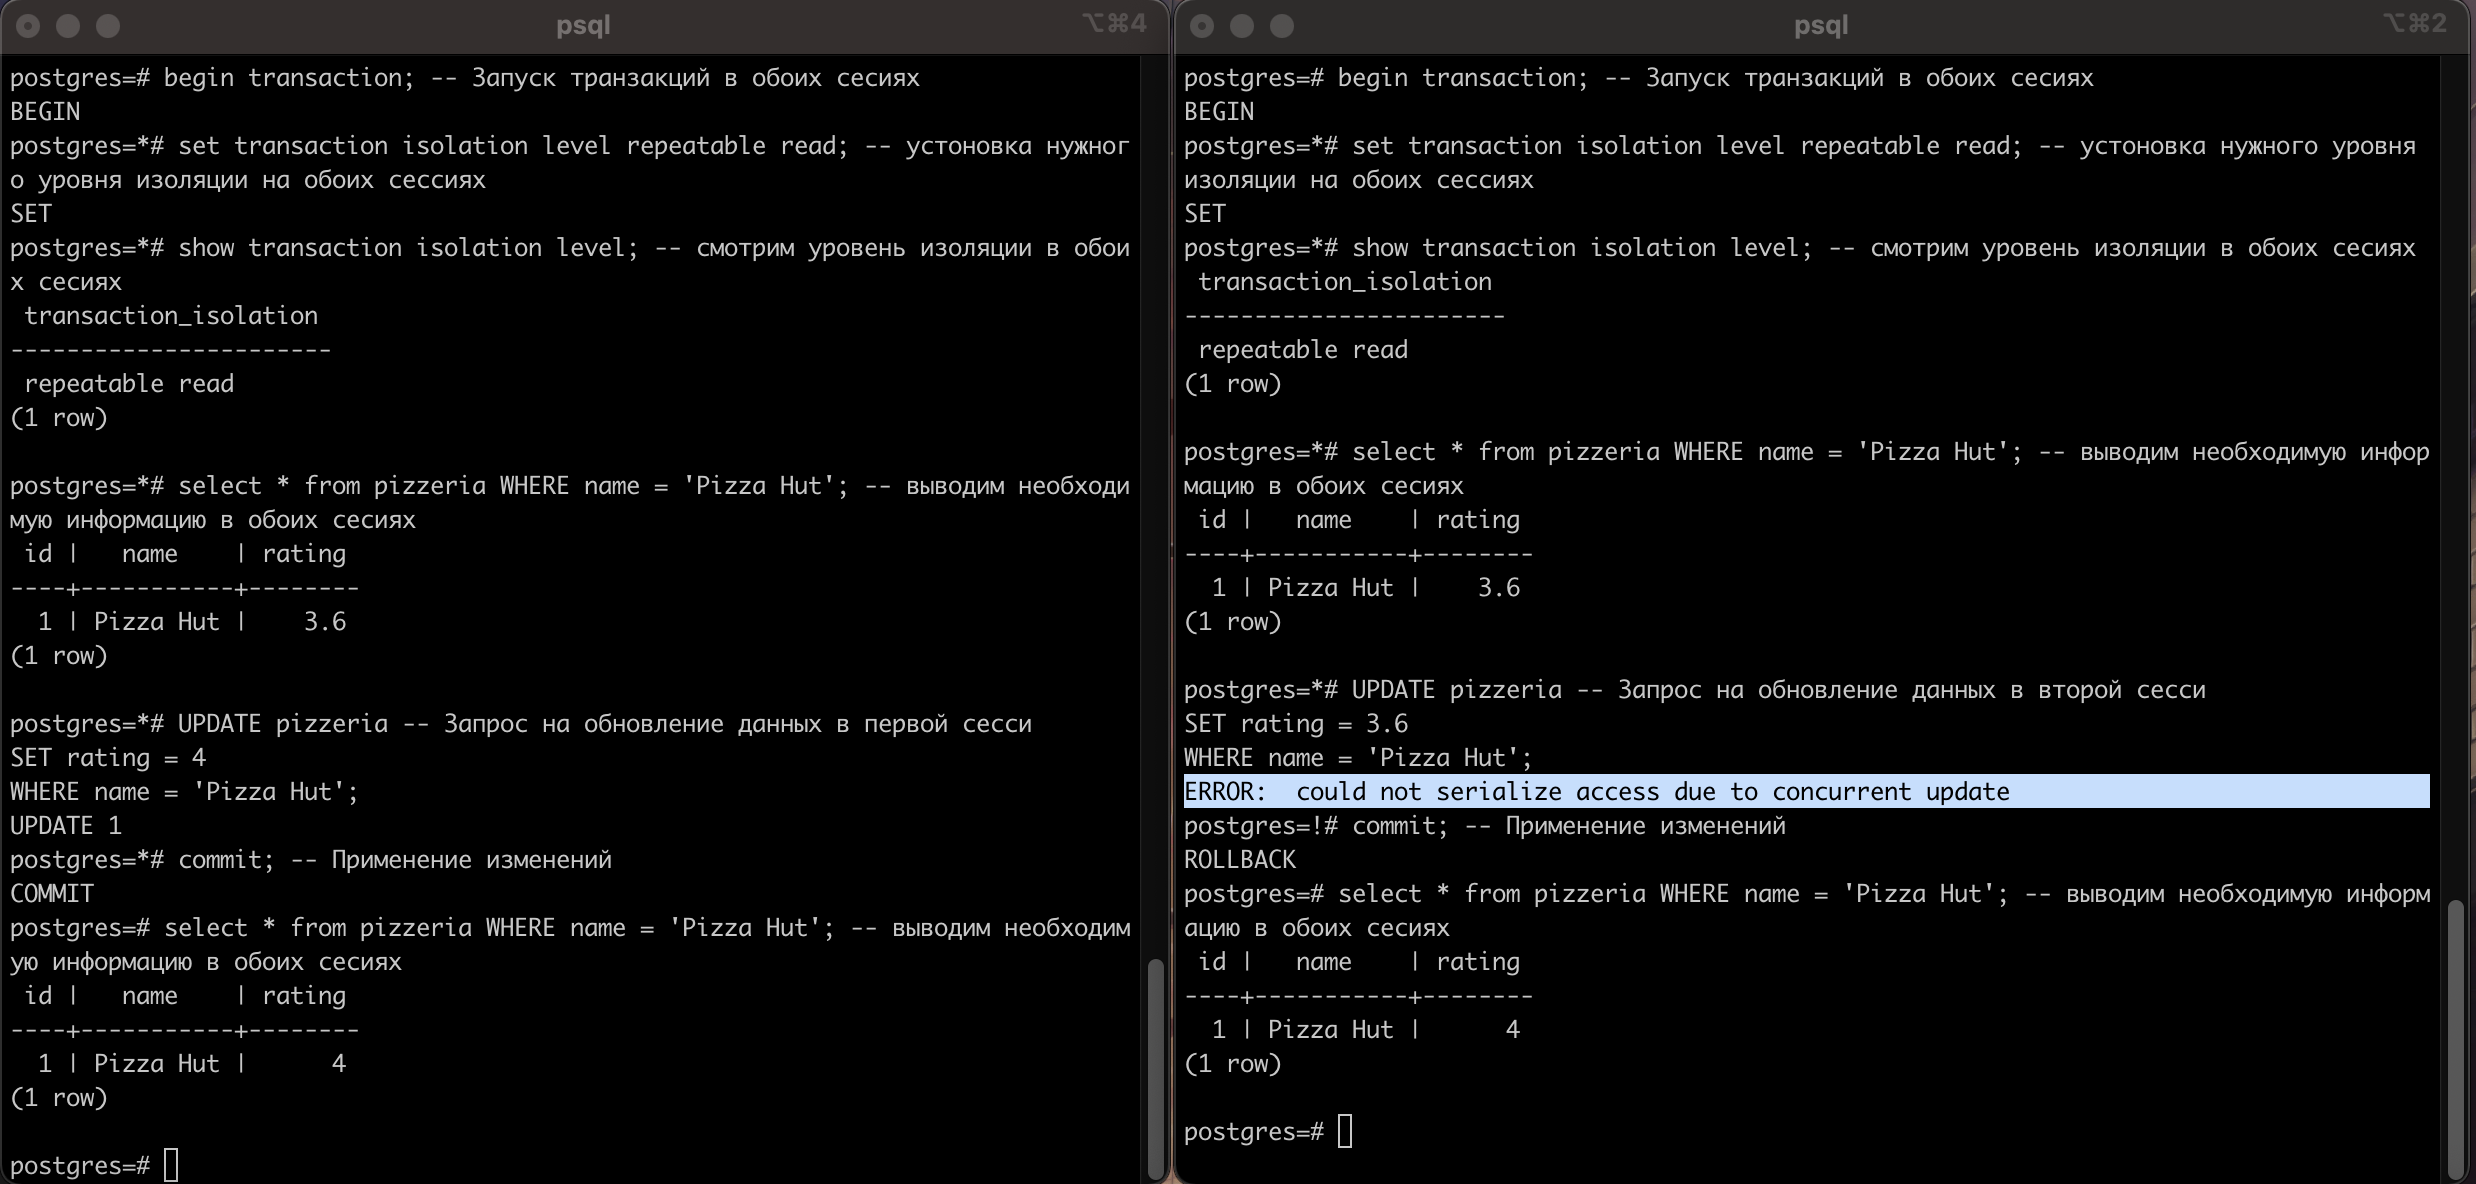 psql
⌥⌘4
postgres=# begin transaction; -- Запуск транзакций в обоих сесиях
BEGIN
postgres=*# set transaction isolation level repeatable read; -- устоновка нужног
о уровня изоляции на обоих сессиях
SET
postgres=*# show transaction isolation level; -- смотрим уровень изоляции в обои
х сесиях
 transaction_isolation
-----------------------
 repeatable read
(1 row)

postgres=*# select * from pizzeria WHERE name = 'Pizza Hut'; -- выводим необходи
мую информацию в обоих сесиях
 id |   name    | rating
----+-----------+--------
  1 | Pizza Hut |    3.6
(1 row)

postgres=*# UPDATE pizzeria -- Запрос на обновление данных в первой сесси
SET rating = 4
WHERE name = 'Pizza Hut';
UPDATE 1
postgres=*# commit; -- Применение изменений
COMMIT
postgres=# select * from pizzeria WHERE name = 'Pizza Hut'; -- выводим необходим
ую информацию в обоих сесиях
 id |   name    | rating
----+-----------+--------
  1 | Pizza Hut |      4
(1 row)

postgres=#
psql
⌥⌘2
postgres=# begin transaction; -- Запуск транзакций в обоих сесиях
BEGIN
postgres=*# set transaction isolation level repeatable read; -- устоновка нужного уровня
изоляции на обоих сессиях
SET
postgres=*# show transaction isolation level; -- смотрим уровень изоляции в обоих сесиях
 transaction_isolation
-----------------------
 repeatable read
(1 row)

postgres=*# select * from pizzeria WHERE name = 'Pizza Hut'; -- выводим необходимую инфор
мацию в обоих сесиях
 id |   name    | rating
----+-----------+--------
  1 | Pizza Hut |    3.6
(1 row)

postgres=*# UPDATE pizzeria -- Запрос на обновление данных в второй сесси
SET rating = 3.6
WHERE name = 'Pizza Hut';
ERROR:  could not serialize access due to concurrent update
postgres=!# commit; -- Применение изменений
ROLLBACK
postgres=# select * from pizzeria WHERE name = 'Pizza Hut'; -- выводим необходимую информ
ацию в обоих сесиях
 id |   name    | rating
----+-----------+--------
  1 | Pizza Hut |      4
(1 row)

postgres=#